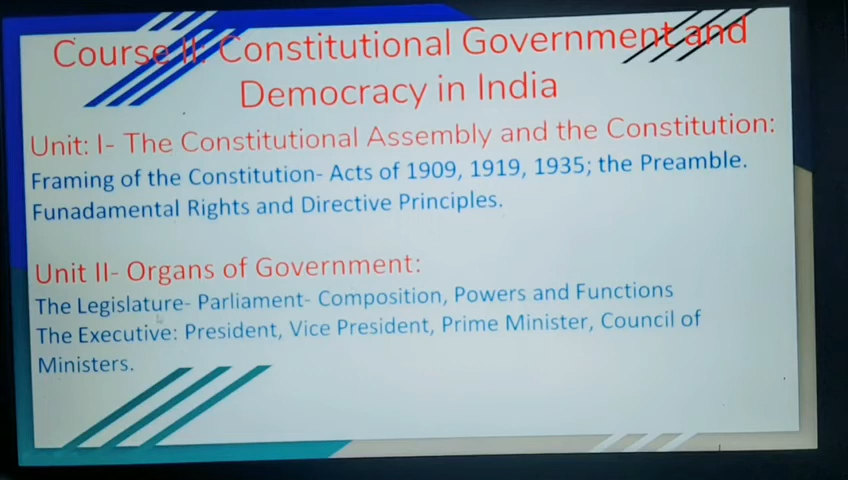 Course II: Constitutional Government and
Democracy in India
Unit: I- The Constitutional Assembly and the Constitution:
Framing of the Constitution- Acts of 1909, 1919, 1935; the Preamble.
Funadamental Rights and Directive Principles.
Unit II- Organs of Government:
The Legislature- Parliament- Composition, Powers and Functions
The Executive: President, Vice President, Prime Minister, Council of
Ministers.